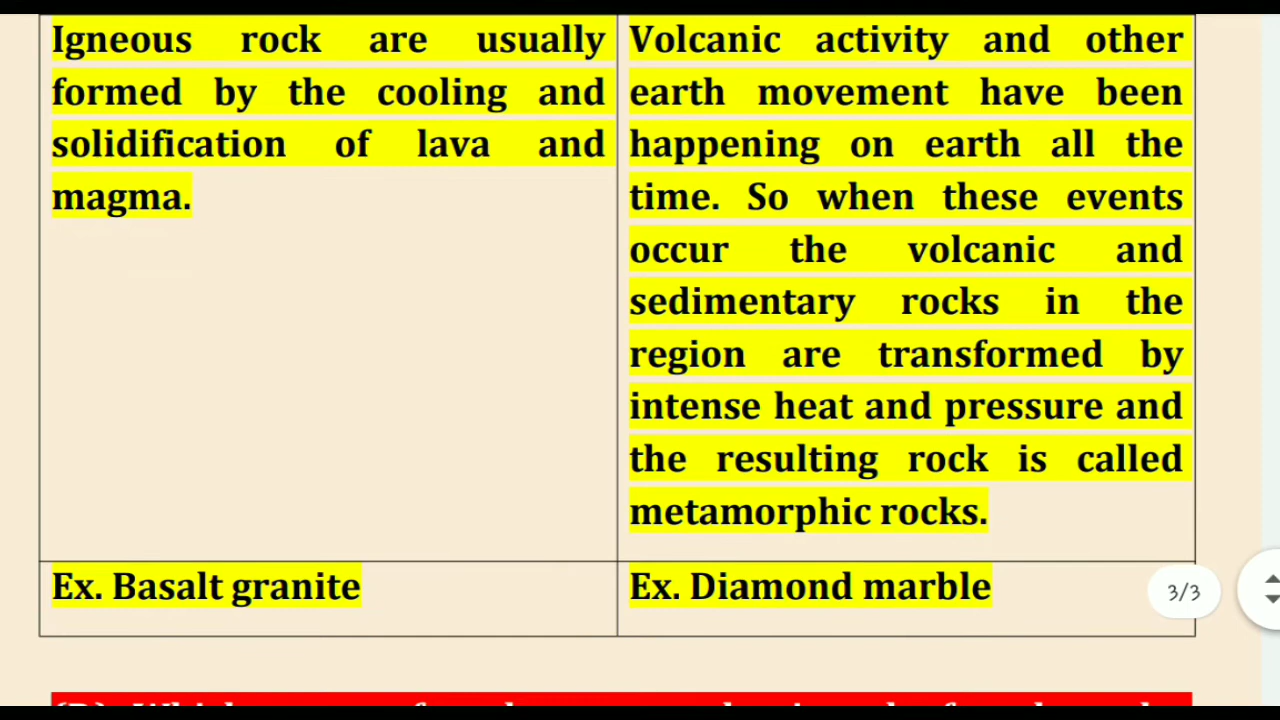 Igneous rock are usually
formed by the cooling and
solidification of lava and
magma.
Volcanic activity and other
earth movement have been
happening on earth all the
time. So when these events
occur the volcanic and
sedimentary rocks in the
region are transformed by
intense heat and pressure and
the resulting rock is called
metamorphic rocks.
Ex. Basalt granite
Ex. Diamond marble
3/3